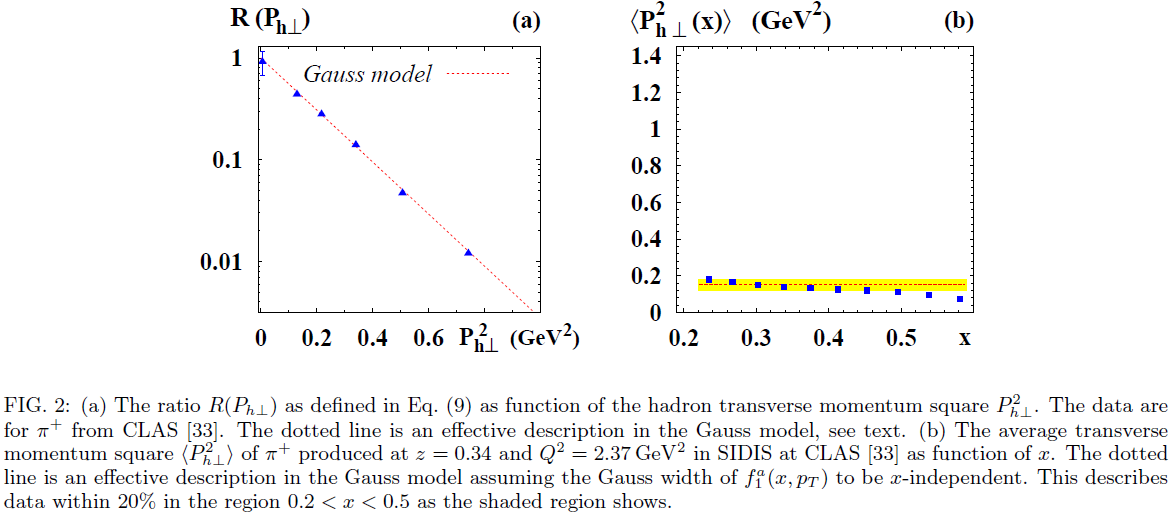 R (P_h⊥)
(a)
1
0.1
0.01
Gauss model
0 0.2 0.4 0.6 P²_h⊥ (GeV²)
⟨P²_h⊥(x)⟩ (GeV²)
(b)
1.4
1.2
1
0.8
0.6
0.4
0.2
0
0.2 0.3 0.4 0.5 x
FIG. 2: (a) The ratio R(P_h⊥) as defined in Eq. (9) as function of the hadron transverse momentum square P²_h⊥. The data are
for π⁺ from CLAS [33]. The dotted line is an effective description in the Gauss model, see text. (b) The average transverse
momentum square ⟨P²_h⊥⟩ of π⁺ produced at z = 0.34 and Q² = 2.37 GeV² in SIDIS at CLAS [33] as function of x. The dotted
line is an effective description in the Gauss model assuming the Gauss width of f₁ᵃ(x, p_T) to be x-independent. This describes
data within 20% in the region 0.2 < x < 0.5 as the shaded region shows.